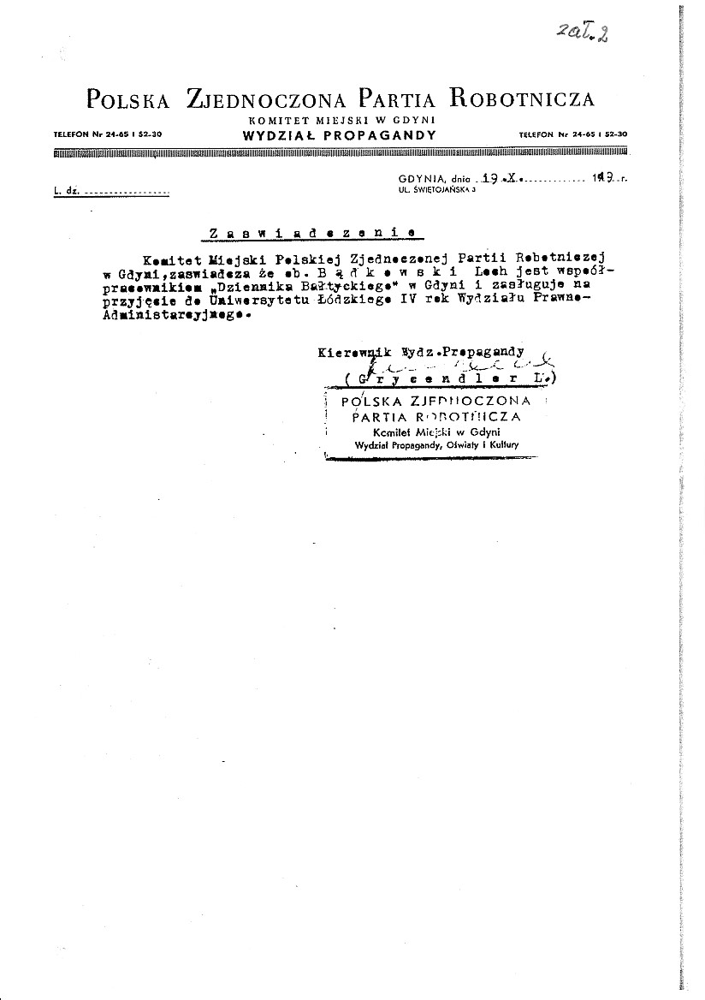 zał. 2
POLSKA ZJEDNOCZONA PARTIA ROBOTNICZA
KOMITET MIEJSKI W GDYNI
TELEFON Nr 24-65 I 52-30 WYDZIAŁ PROPAGANDY TELEFON Nr 24-65 I 52-30
GDYNIA, dnia 19.X. 1949 r.
UL. ŚWIĘTOJAŃSKA 3
L. dz.
Zaswiadczenie
Komitet Miejski Polskiej Zjednoczonej Partii Robotniczej
w Gdyni,zaswiadcza że ob. B ą d k o w s k i Lech jest współ-
pracownikiem „Dziennika Bałtyckiego" w Gdyni i zasługuje na
przyjęcie do Uniwersytetu Łódzkiego IV rok Wydziału Prawno-
Administarcyjnego.
Kierownik Wydz.Propagandy
( G r y c e n d l e r L.)
POLSKA ZJEDNOCZONA
PARTIA ROBOTNICZA
Komitet Miejski w Gdyni
Wydział Propagandy, Oświaty i Kultury